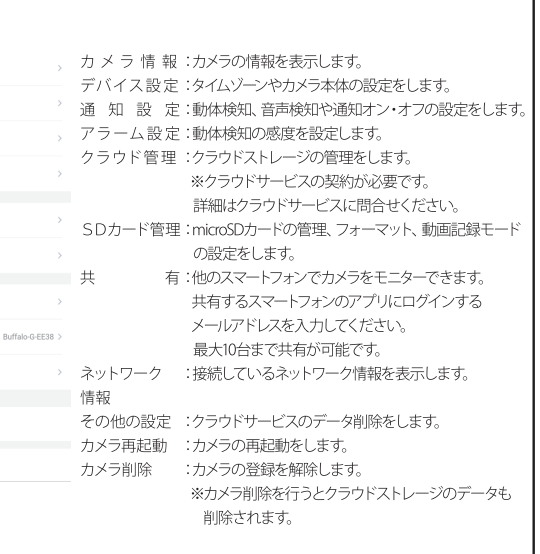 カメラ情報：カメラの情報を表示します。
デバイス設定：タイムゾーンやカメラ本体の設定をします。
通知設定：動体検知、音声検知や通知オン・オフの設定をします。
アラーム設定：動体検知の感度を設定します。
クラウド管理：クラウドストレージの管理をします。
※クラウドサービスの契約が必要です。
詳細はクラウドサービスに問合せください。
SDカード管理：microSDカードの管理、フォーマット、動画記録モード
の設定をします。
共有：他のスマートフォンでカメラをモニターできます。
共有するスマートフォンのアプリにログインする
メールアドレスを入力してください。
Buffalo-G-EE38 >
最大10台まで共有が可能です。
ネットワーク：接続しているネットワーク情報を表示します。
情報
その他の設定：クラウドサービスのデータ削除をします。
カメラ再起動：カメラの再起動をします。
カメラ削除：カメラの登録を解除します。
※カメラ削除を行うとクラウドストレージのデータも
削除されます。